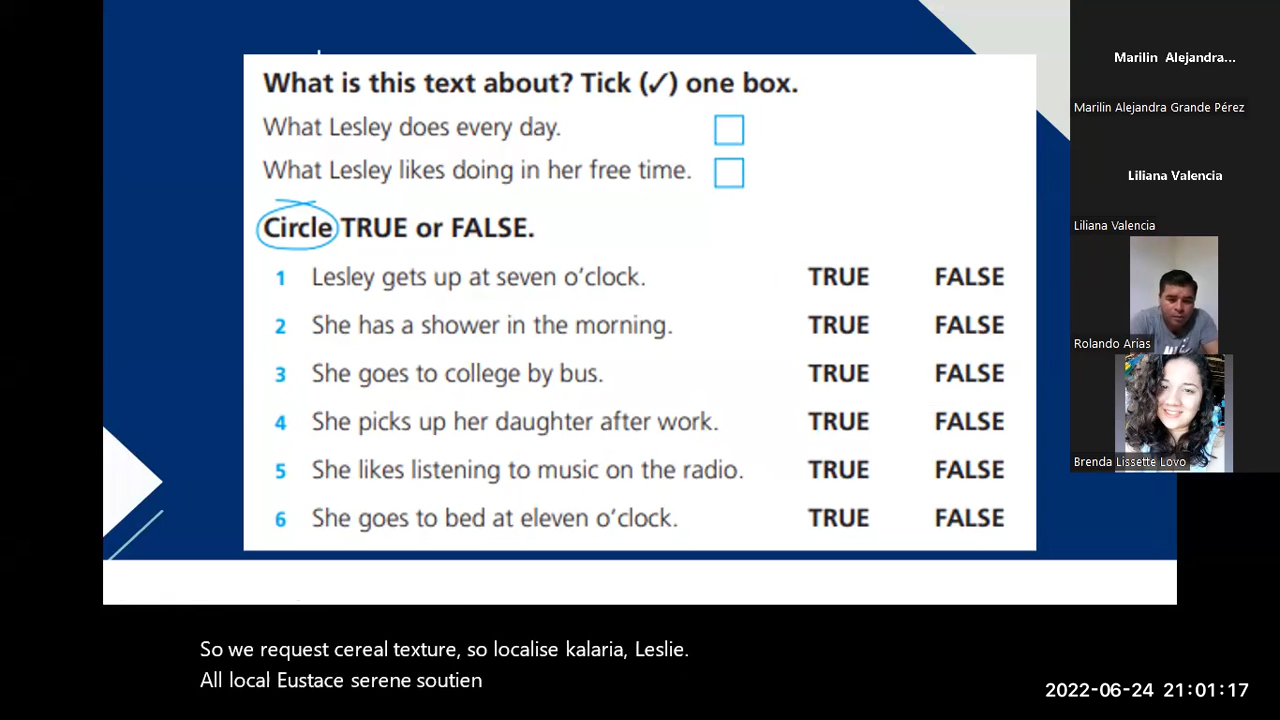 What is this text about? Tick (✓) one box.
What Lesley does every day.
What Lesley likes doing in her free time.
Circle TRUE or FALSE.
1 Lesley gets up at seven o'clock. TRUE FALSE
2 She has a shower in the morning. TRUE FALSE
3 She goes to college by bus. TRUE FALSE
4 She picks up her daughter after work. TRUE FALSE
5 She likes listening to music on the radio. TRUE FALSE
6 She goes to bed at eleven o'clock. TRUE FALSE
Marilin Alejandra...
Marilin Alejandra Grande Pérez
Liliana Valencia
Liliana Valencia
Rolando Arias
Brenda Lissette Lovo
So we request cereal texture, so localise kalaria, Leslie.
All local Eustace serene soutien
2022-06-24 21:01:17